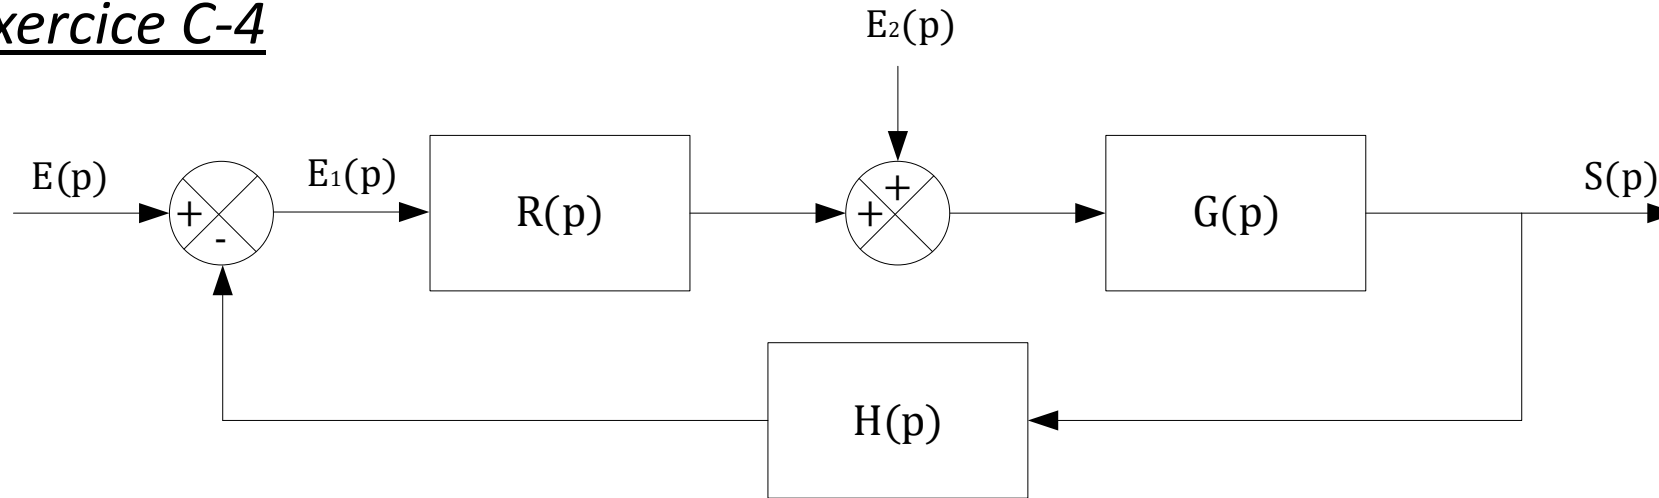 xercice C-4
E₂(p)
E(p)
E₁(p)
S(p)
+
-
R(p)
+
+
G(p)
H(p)